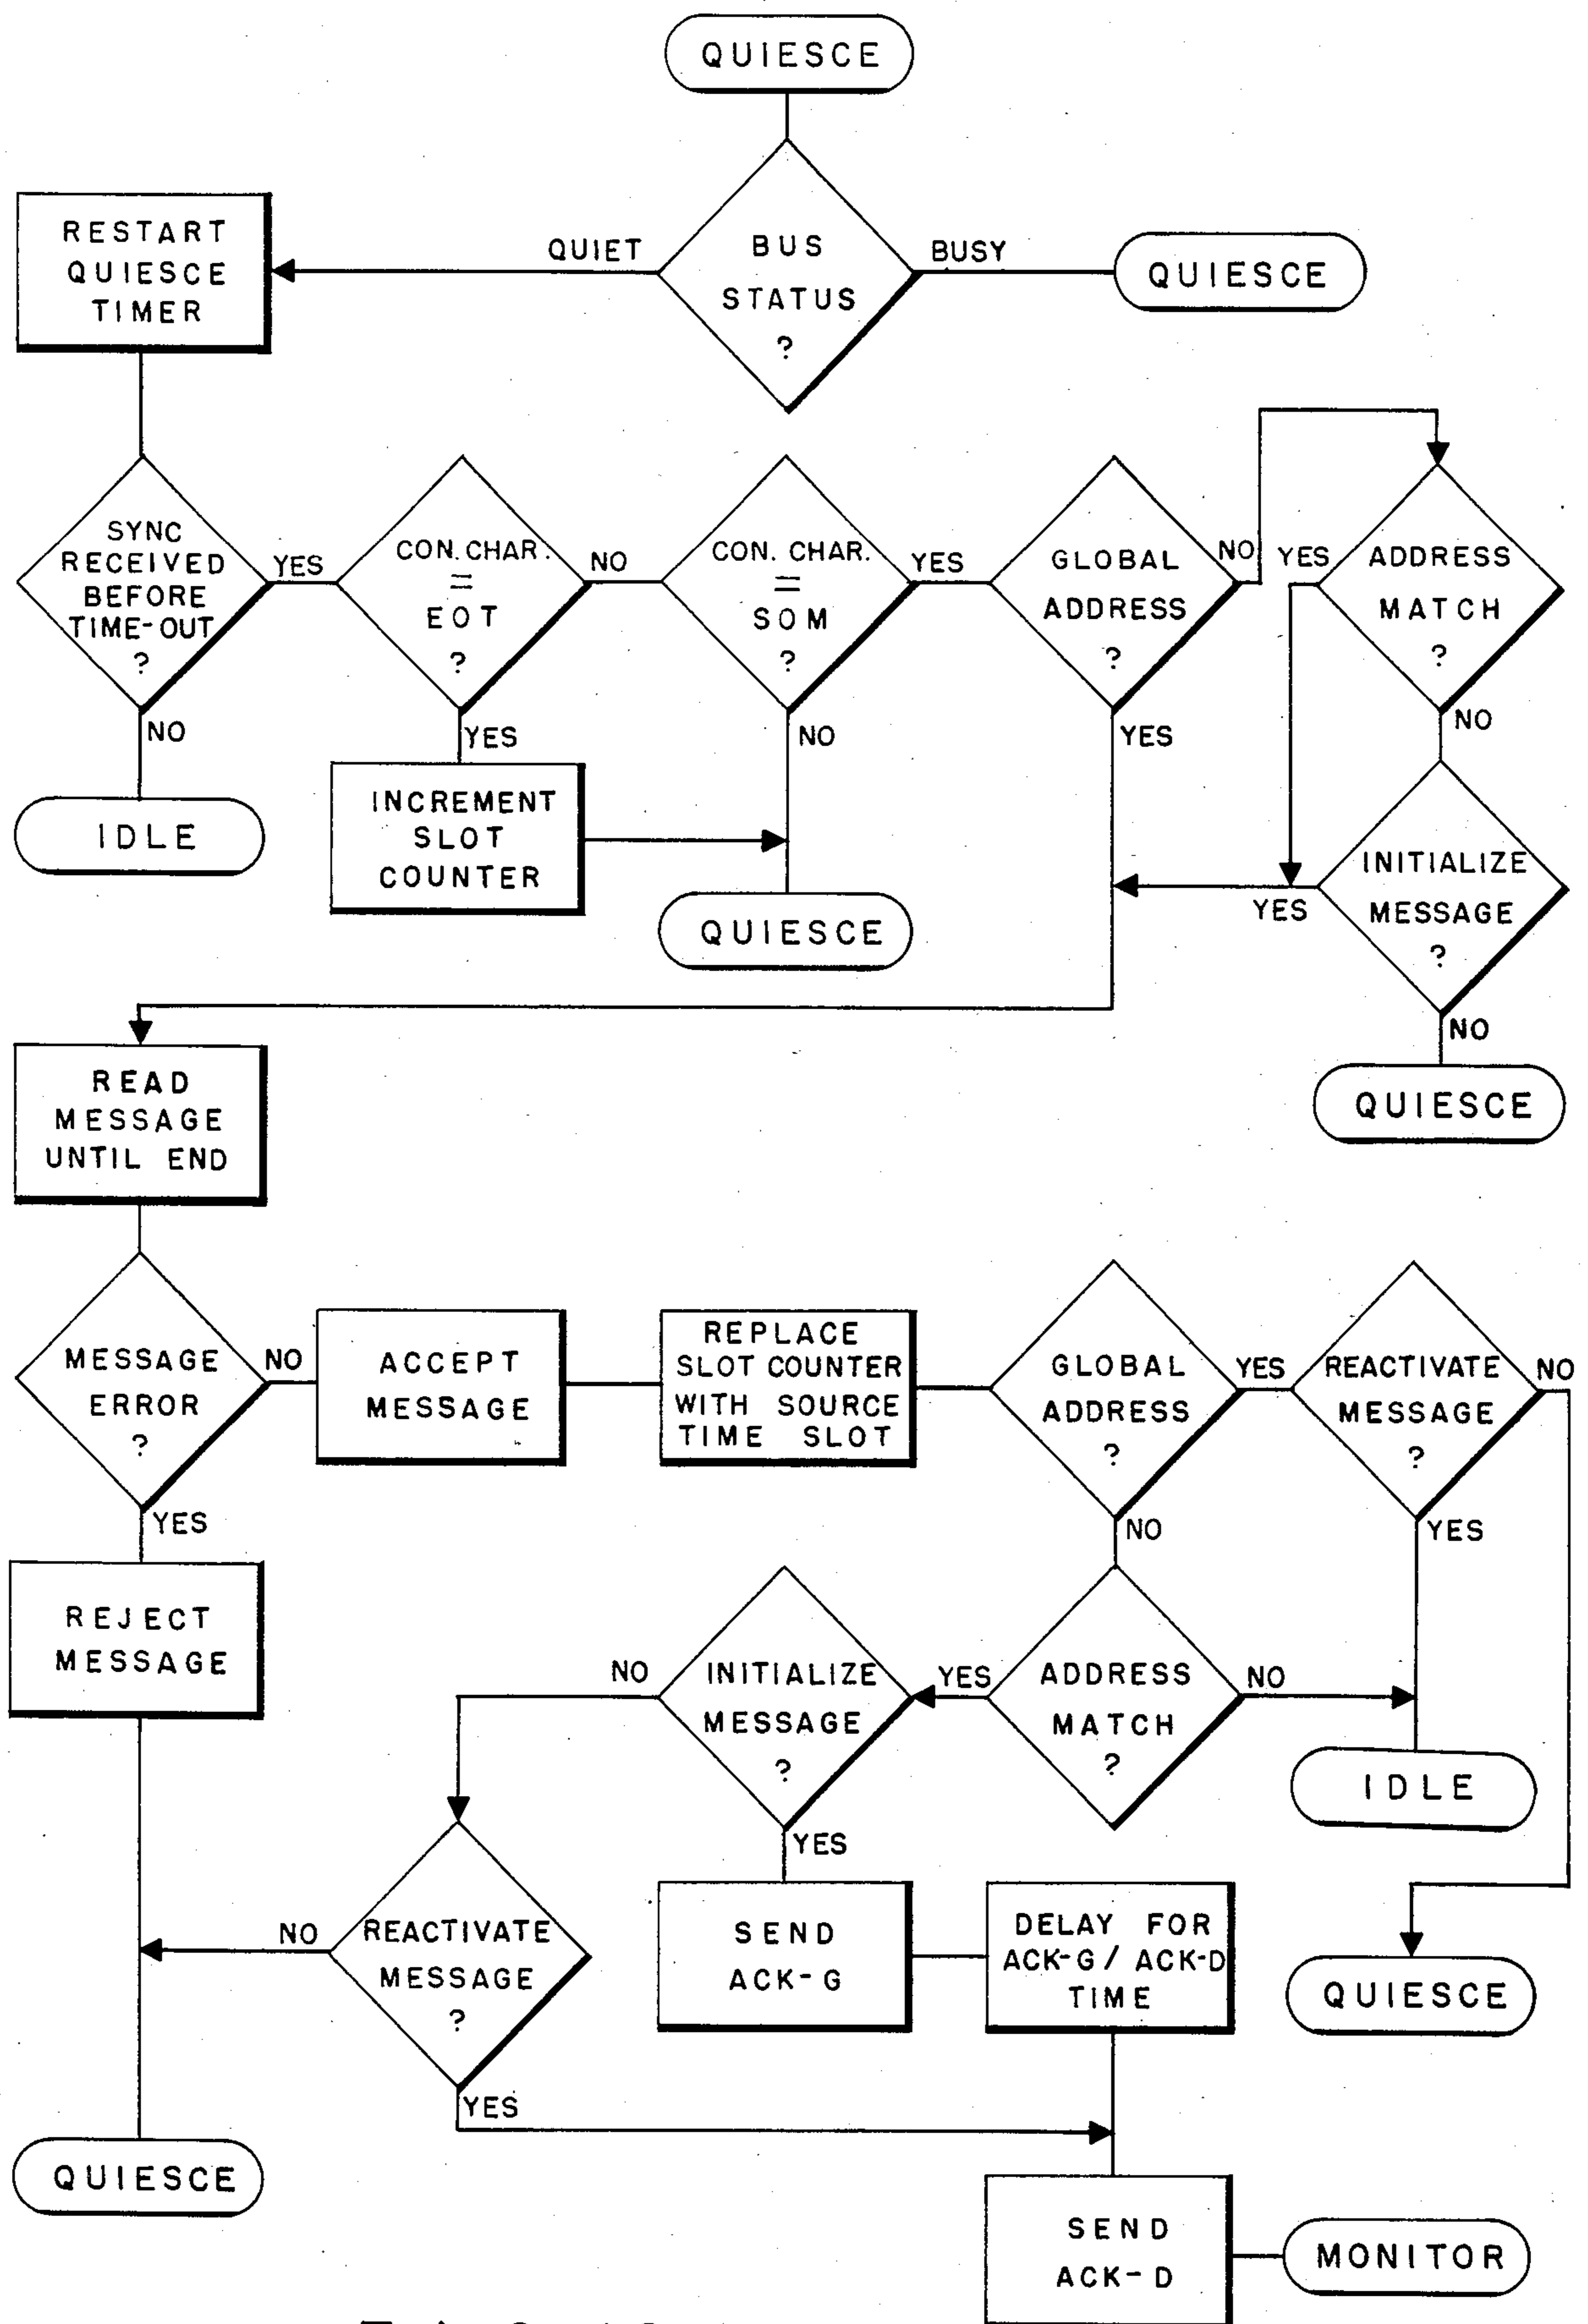 QUIESCE
RESTART
QUIESCE
TIMER
QUIET
BUS
STATUS
?
BUSY
QUIESCE
SYNC
RECEIVED
BEFORE
TIME-OUT
?
YES
NO
IDLE
CON. CHAR.
=
EOT
?
NO
YES
INCREMENT
SLOT
COUNTER
CON. CHAR.
=
SOM
?
YES
NO
QUIESCE
GLOBAL
ADDRESS
?
NO
YES
YES
ADDRESS
MATCH
?
NO
INITIALIZE
MESSAGE
?
YES
NO
QUIESCE
READ
MESSAGE
UNTIL END
MESSAGE
ERROR
?
NO
YES
ACCEPT
MESSAGE
REPLACE
SLOT COUNTER
WITH SOURCE
TIME SLOT
GLOBAL
ADDRESS
?
YES
NO
REACTIVATE
MESSAGE
?
NO
YES
REJECT
MESSAGE
NO
INITIALIZE
MESSAGE
?
YES
YES
ADDRESS
MATCH
?
NO
IDLE
NO
REACTIVATE
MESSAGE
?
YES
SEND
ACK-G
DELAY FOR
ACK-G / ACK-D
TIME
QUIESCE
QUIESCE
SEND
ACK-D
MONITOR